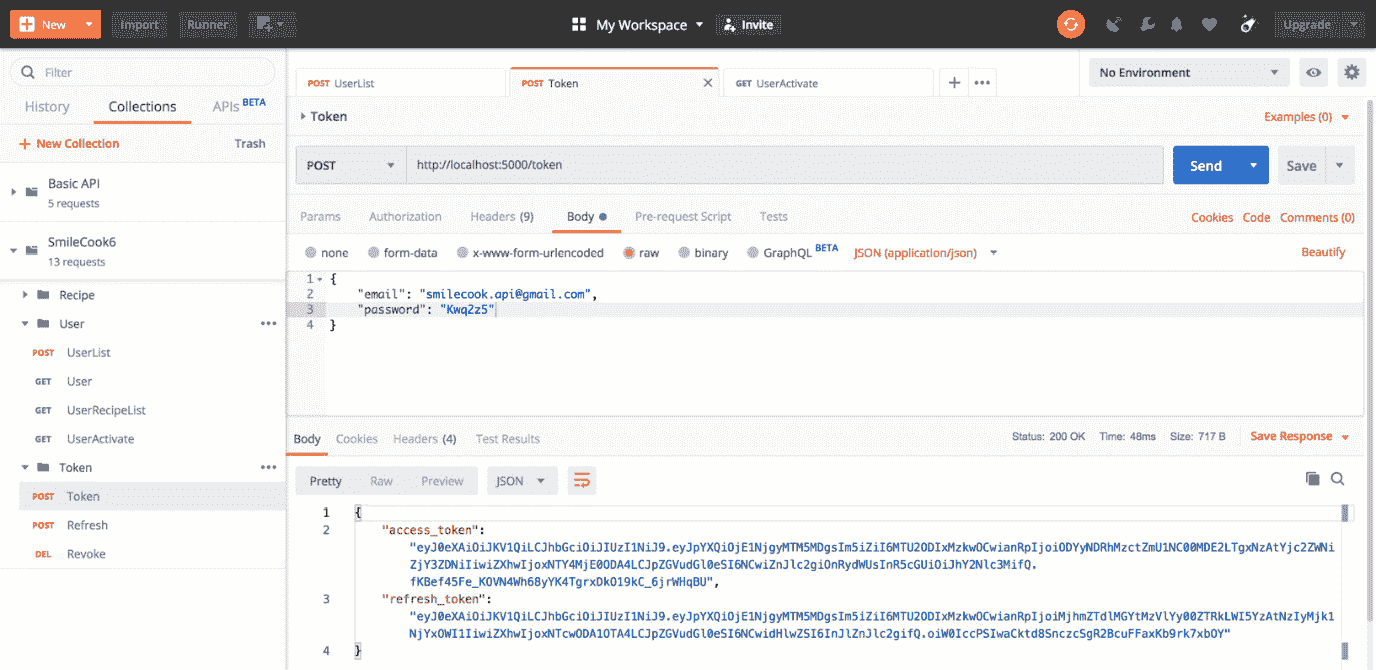 New Import Runner My Workspace Invite Upgrade
Filter
History Collections APIs BETA
New Collection Trash
Basic API
5 requests
SmileCook6
13 requests
Recipe
User
POST UserList
GET User
GET UserRecipeList
GET UserActivate
Token
POST Token
POST Refresh
DEL Revoke
POST UserList POST Token GET UserActivate No Environment
Token Examples (0)
POST http://localhost:5000/token Send Save
Params Authorization Headers (9) Body Pre-request Script Tests Cookies Code Comments (0)
none form-data x-www-form-urlencoded raw binary GraphQL BETA JSON (application/json) Beautify
1 {
2 "email": "smilecook.api@gmail.com",
3 "password": "Kwq2z5"
4 }
Body Cookies Headers (4) Test Results Status: 200 OK Time: 48ms Size: 717 B Save Response
Pretty Raw Preview JSON
1 {
2 "access_token":
"eyJ0eXAiOiJKV1QiLCJhbGciOiJIUzI1NiJ9.eyJpYXQiOjE1NjgyMTM5MDgsIm5iZiI6MTU2ODIxMzkwOCwianRpIjoiODYyNDRhMzctZmU1NC00MDE2LTgxNzAtYjc2ZWNi
ZjY3ZDNiIiwiZXhwIjoxNTY4MjE0ODA4LCJpZGVudGl0eSI6NCwiZnJlc2giOnRydWUsInR5cGUiOiJhY2Nlc3MifQ.
fKBef45Fe_KOVN4Wh68yYK4TgrxDkO19kC_6jrWHqBU",
3 "refresh_token":
"eyJ0eXAiOiJKV1QiLCJhbGciOiJIUzI1NiJ9.eyJpYXQiOjE1NjgyMTM5MDgsIm5iZiI6MTU2ODIxMzkwOCwianRpIjoiMjhmZTdlMGYtMzVlYy00ZTRkLWI5YzAtNzIyMjk1
NjYxOWI1IiwiZXhwIjoxNTcwODA1OTA4LCJpZGVudGl0eSI6NCwidHlwZSI6InJlZnJlc2gifQ.oiW0IccPSIwaCktd8SnczcSgR2BcuFFaxKb9rk7xbOY"
4 }